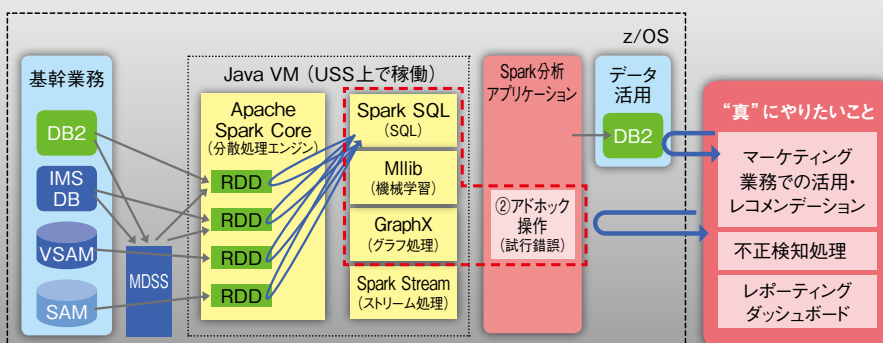 z/OS
基幹業務
DB2
IMS
DB
VSAM
SAM
MDSS
Java VM（USS上で稼働）
Apache
Spark Core
（分散処理エンジン）
RDD
RDD
RDD
RDD
Spark SQL
（SQL）
Mllib
（機械学習）
GraphX
（グラフ処理）
Spark Stream
（ストリーム処理）
Spark分析
アプリケーション
②アドホック
操作
（試行錯誤）
データ
活用
DB2
“真”にやりたいこと
マーケティング
業務での活用・
レコメンデーション
不正検知処理
レポーティング
ダッシュボード